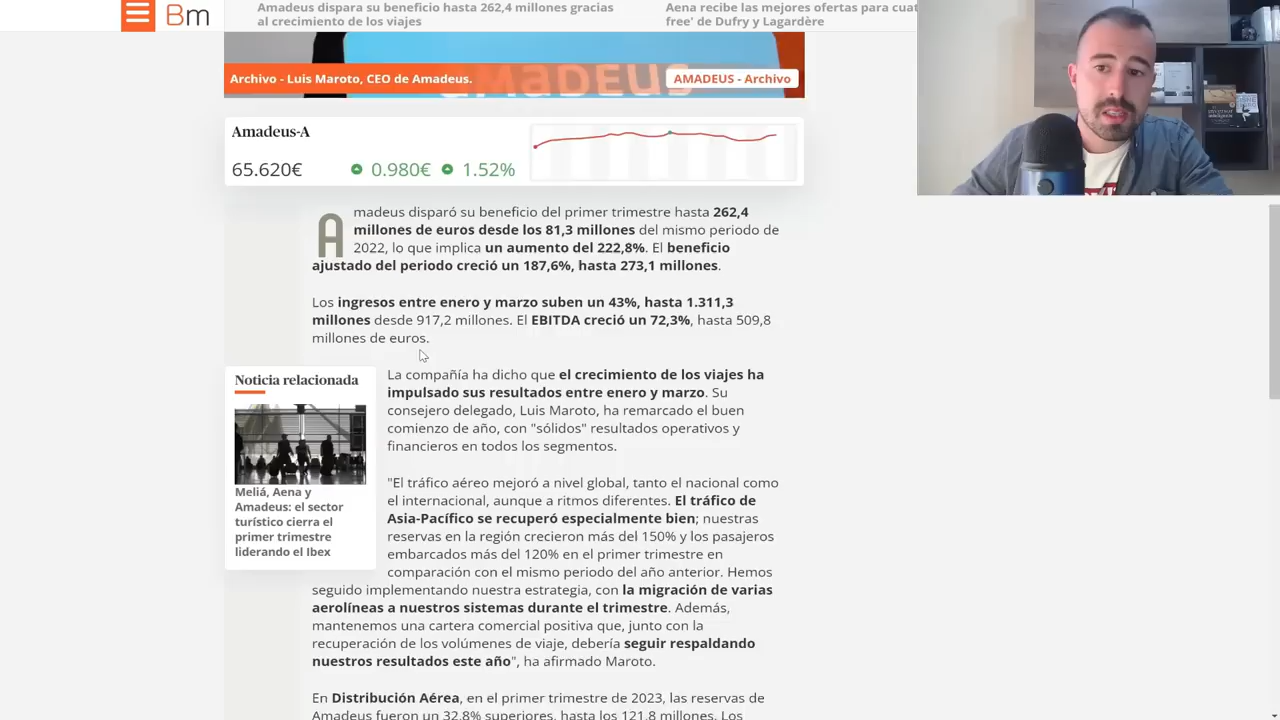 Bm
Amadeus dispara su beneficio hasta 262,4 millones gracias
al crecimiento de los viajes
Aena recibe las mejores ofertas para cuat
free' de Dufry y Lagardère
AMADEUS
Archivo - Luis Maroto, CEO de Amadeus.
AMADEUS - Archivo
Amadeus-A
65.620€ 0.980€ 1.52%
Amadeus disparó su beneficio del primer trimestre hasta 262,4
millones de euros desde los 81,3 millones del mismo periodo de
2022, lo que implica un aumento del 222,8%. El beneficio
ajustado del periodo creció un 187,6%, hasta 273,1 millones.
Los ingresos entre enero y marzo suben un 43%, hasta 1.311,3
millones desde 917,2 millones. El EBITDA creció un 72,3%, hasta 509,8
millones de euros.
Noticia relacionada
Meliá, Aena y
Amadeus: el sector
turístico cierra el
primer trimestre
liderando el Ibex
La compañía ha dicho que el crecimiento de los viajes ha
impulsado sus resultados entre enero y marzo. Su
consejero delegado, Luis Maroto, ha remarcado el buen
comienzo de año, con "sólidos" resultados operativos y
financieros en todos los segmentos.
"El tráfico aéreo mejoró a nivel global, tanto el nacional como
el internacional, aunque a ritmos diferentes. El tráfico de
Asia-Pacífico se recuperó especialmente bien; nuestras
reservas en la región crecieron más del 150% y los pasajeros
embarcados más del 120% en el primer trimestre en
comparación con el mismo periodo del año anterior. Hemos
seguido implementando nuestra estrategia, con la migración de varias
aerolíneas a nuestros sistemas durante el trimestre. Además,
mantenemos una cartera comercial positiva que, junto con la
recuperación de los volúmenes de viaje, debería seguir respaldando
nuestros resultados este año", ha afirmado Maroto.
En Distribución Aérea, en el primer trimestre de 2023, las reservas de
Amadeus fueron un 32,8% superiores, hasta los 121,8 millones. Los